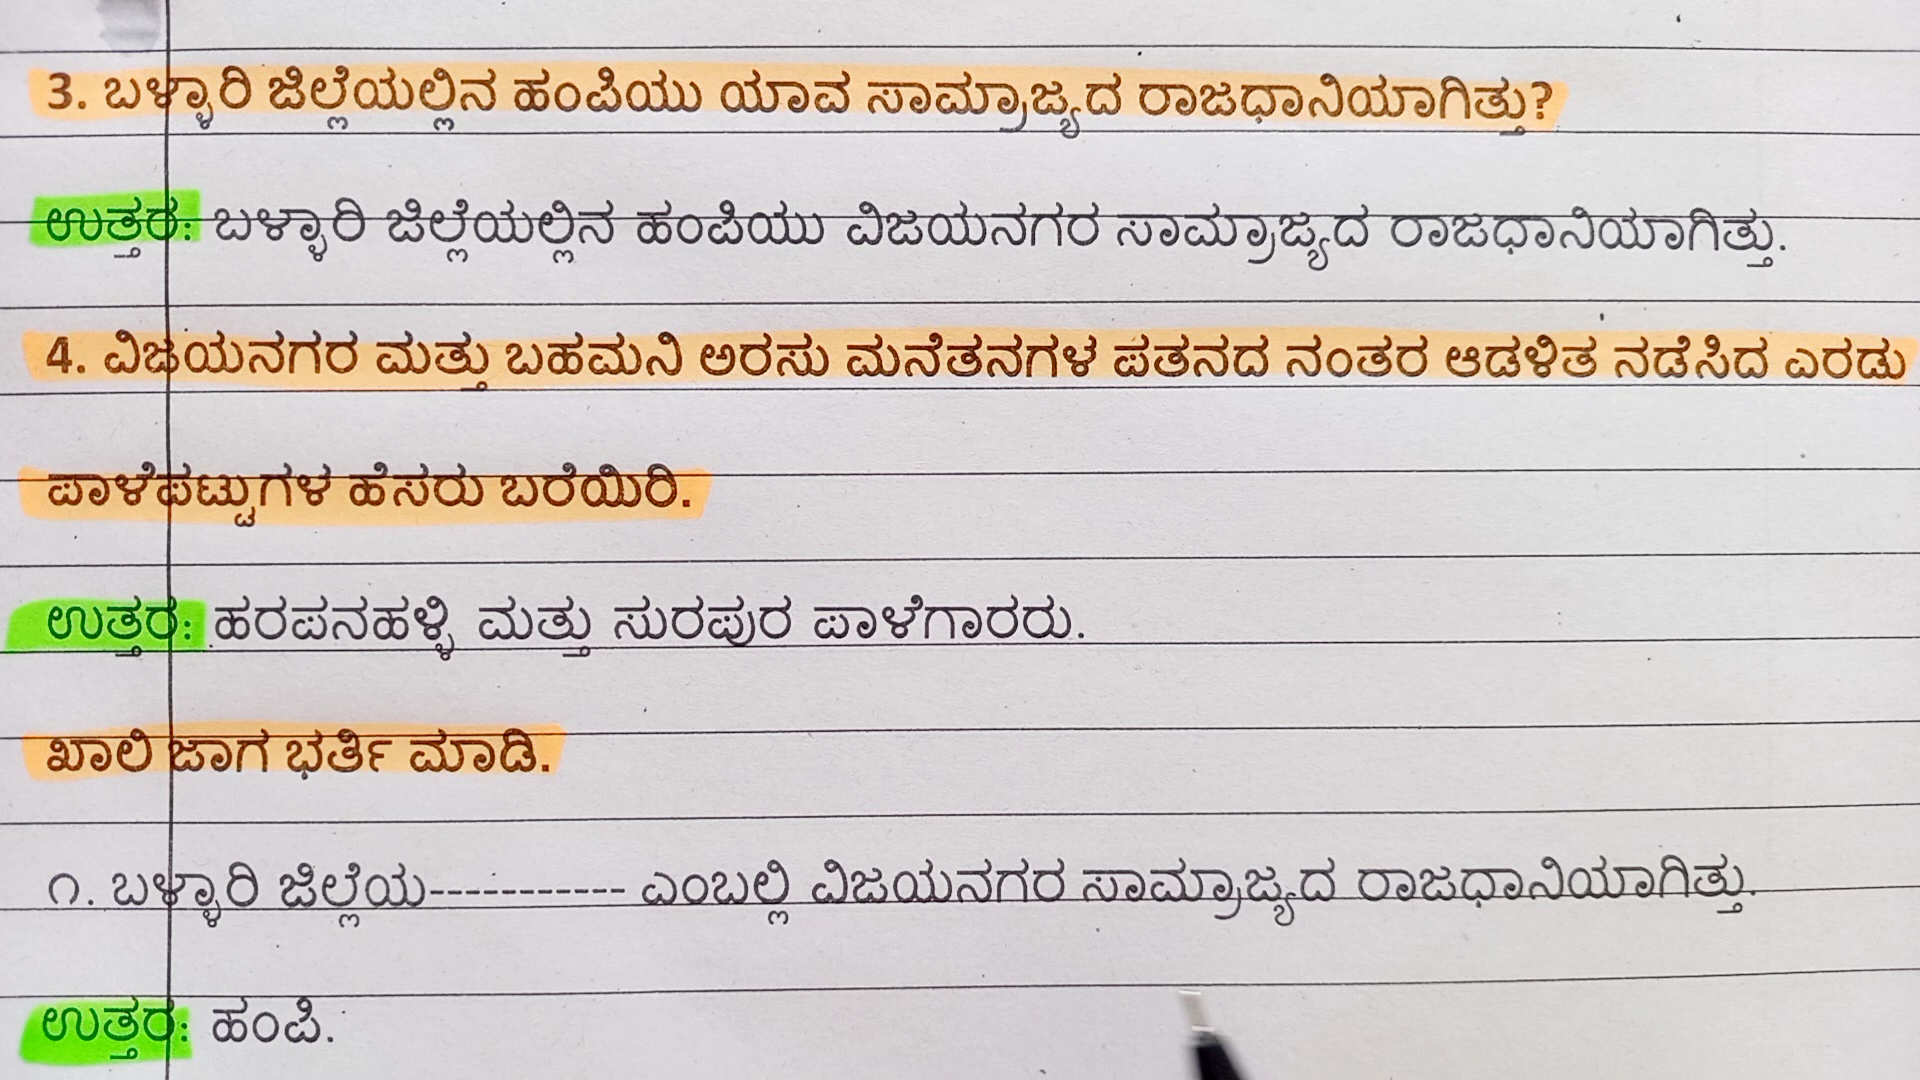 3. ಬಳ್ಳಾರಿ ಜಿಲ್ಲೆಯಲ್ಲಿನ ಹಂಪಿಯು ಯಾವ ಸಾಮ್ರಾಜ್ಯದ ರಾಜಧಾನಿಯಾಗಿತ್ತು?
ಉತ್ತರ: ಬಳ್ಳಾರಿ ಜಿಲ್ಲೆಯಲ್ಲಿನ ಹಂಪಿಯು ವಿಜಯನಗರ ಸಾಮ್ರಾಜ್ಯದ ರಾಜಧಾನಿಯಾಗಿತ್ತು.
4. ವಿಜಯನಗರ ಮತ್ತು ಬಹಮನಿ ಅರಸು ಮನೆತನಗಳ ಪತನದ ನಂತರ ಆಡಳಿತ ನಡೆಸಿದ ಎರಡು
ಪಾಳೆಪಟ್ಟುಗಳ ಹೆಸರು ಬರೆಯಿರಿ.
ಉತ್ತರ: ಹರಪನಹಳ್ಳಿ ಮತ್ತು ಸುರಪುರ ಪಾಳೆಗಾರರು.
ಖಾಲಿ ಜಾಗ ಭರ್ತಿ ಮಾಡಿ.
೧. ಬಳ್ಳಾರಿ ಜಿಲ್ಲೆಯ----------- ಎಂಬಲ್ಲಿ ವಿಜಯನಗರ ಸಾಮ್ರಾಜ್ಯದ ರಾಜಧಾನಿಯಾಗಿತ್ತು.
ಉತ್ತರ: ಹಂಪಿ.